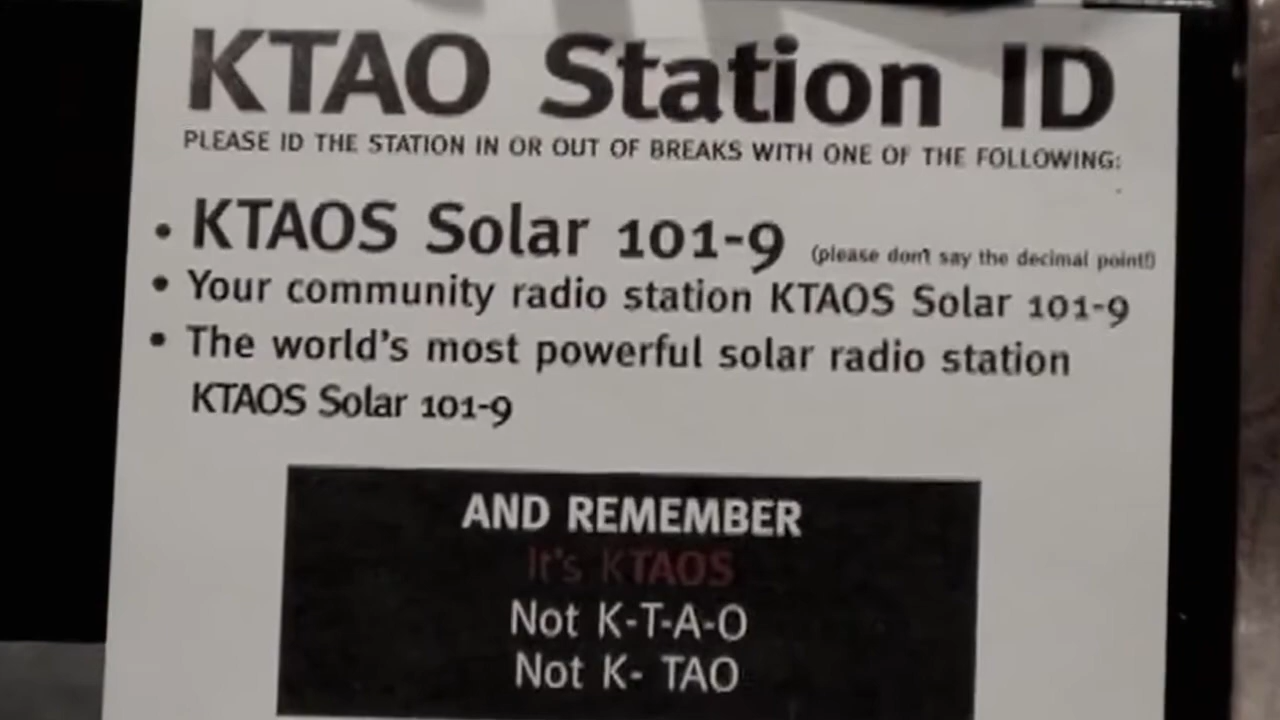 KTAO Station ID
PLEASE ID THE STATION IN OR OUT OF BREAKS WITH ONE OF THE FOLLOWING:
• KTAOS Solar 101-9 (please don't say the decimal point!)
• Your community radio station KTAOS Solar 101-9
• The world's most powerful solar radio station
KTAOS Solar 101-9
AND REMEMBER
It's KTAOS
Not K-T-A-O
Not K- TAO